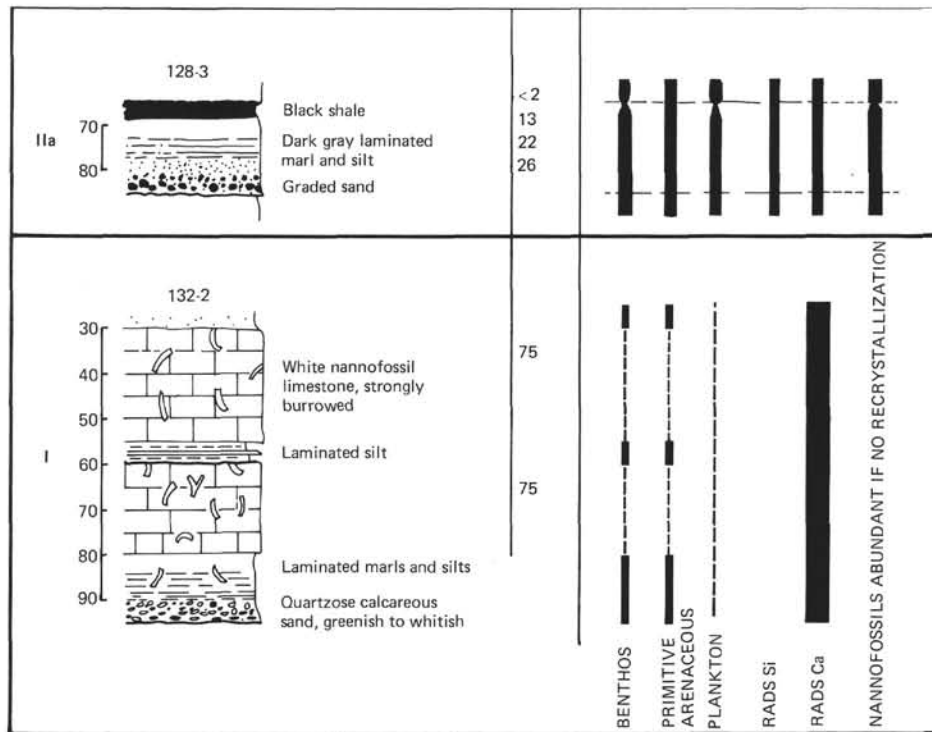 128-3
IIa
70
80
Black shale
Dark gray laminated
marl and silt
Graded sand
<2
13
22
26
132-2
I
30
40
50
60
70
80
90
White nannofossil
limestone, strongly
burrowed
Laminated silt
Laminated marls and silts
Quartzose calcareous
sand, greenish to whitish
75
75
BENTHOS
PRIMITIVE
ARENACEOUS
PLANKTON
RADS Si
RADS Ca
NANNOFOSSILS ABUNDANT IF NO RECRYSTALLIZATION